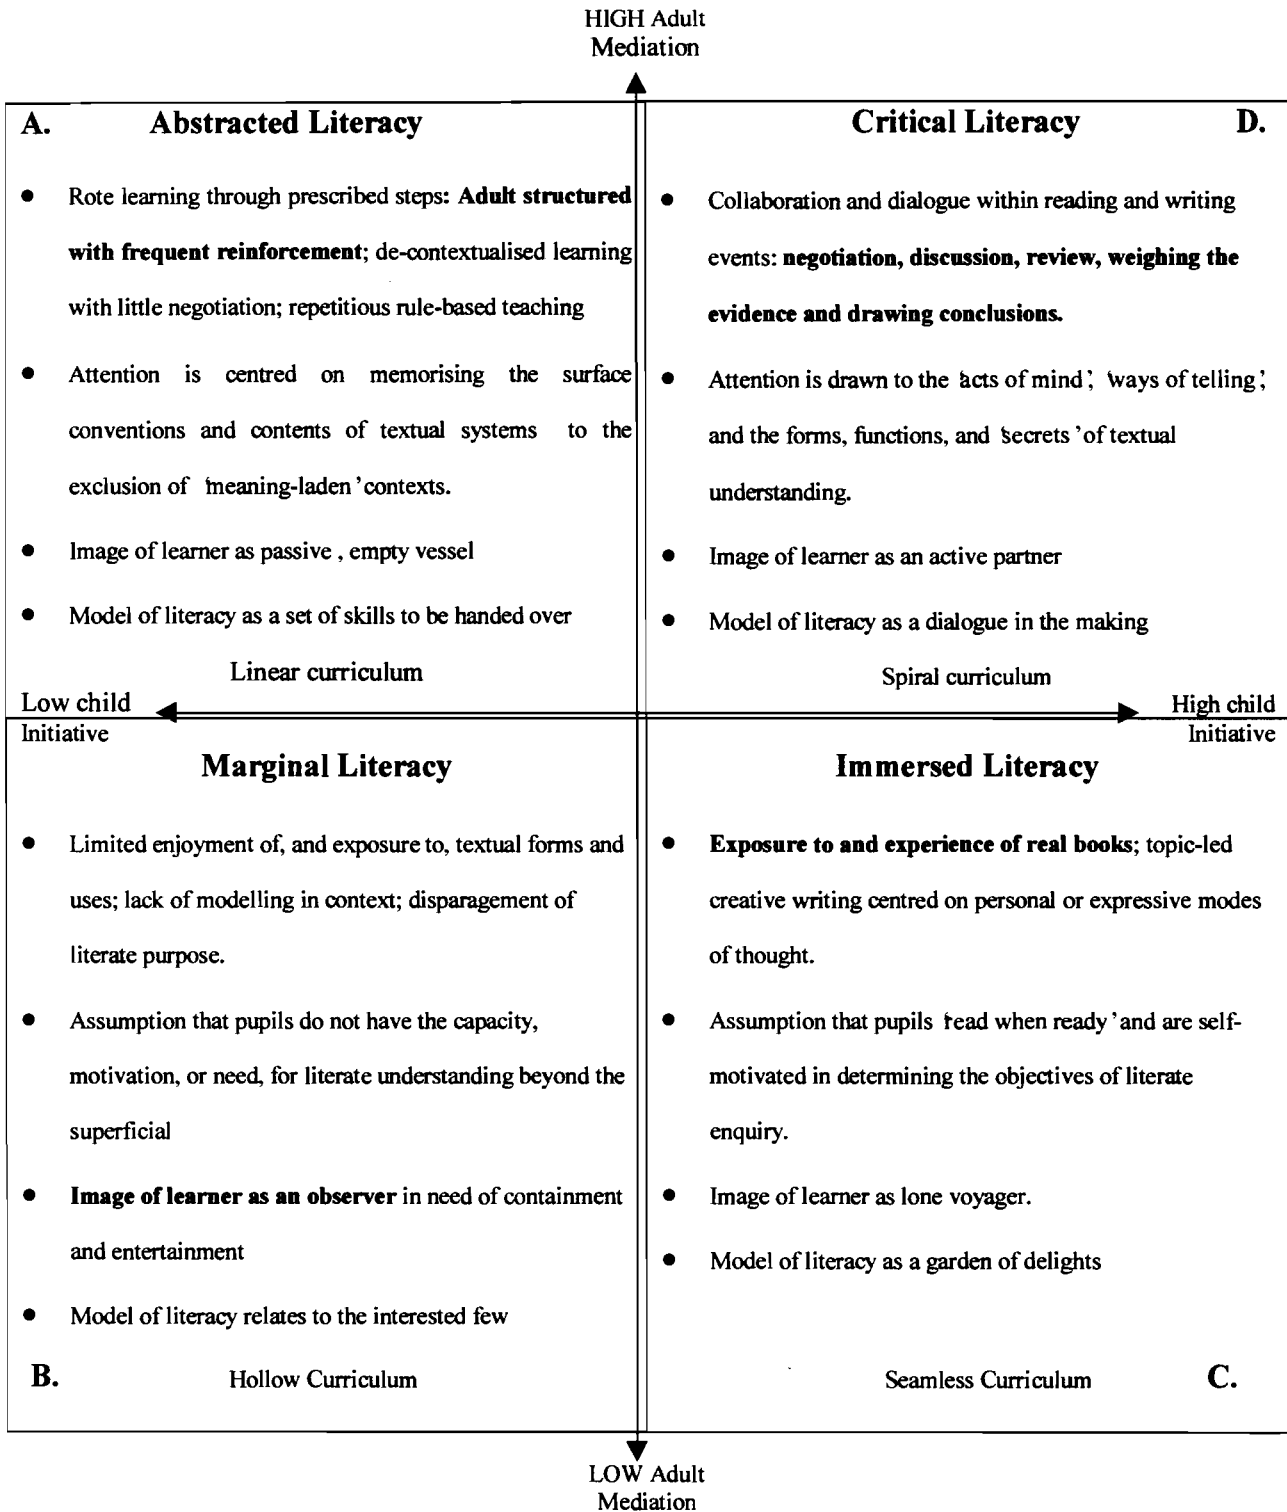 HIGH Adult
Mediation
A. Abstracted Literacy
• Rote learning through prescribed steps: Adult structured
with frequent reinforcement; de-contextualised learning
with little negotiation; repetitious rule-based teaching
• Attention is centred on memorising the surface
conventions and contents of textual systems to the
exclusion of 'meaning-laden' contexts.
• Image of learner as passive , empty vessel
• Model of literacy as a set of skills to be handed over
Linear curriculum
Critical Literacy D.
• Collaboration and dialogue within reading and writing
events: negotiation, discussion, review, weighing the
evidence and drawing conclusions.
• Attention is drawn to the 'acts of mind', 'ways of telling',
and the forms, functions, and 'secrets' of textual
understanding.
• Image of learner as an active partner
• Model of literacy as a dialogue in the making
Spiral curriculum
Low child
Initiative
High child
Initiative
Marginal Literacy
• Limited enjoyment of, and exposure to, textual forms and
uses; lack of modelling in context; disparagement of
literate purpose.
• Assumption that pupils do not have the capacity,
motivation, or need, for literate understanding beyond the
superficial
• Image of learner as an observer in need of containment
and entertainment
• Model of literacy relates to the interested few
B. Hollow Curriculum
Immersed Literacy
• Exposure to and experience of real books; topic-led
creative writing centred on personal or expressive modes
of thought.
• Assumption that pupils 'read when ready' and are self-
motivated in determining the objectives of literate
enquiry.
• Image of learner as lone voyager.
• Model of literacy as a garden of delights
Seamless Curriculum C.
LOW Adult
Mediation